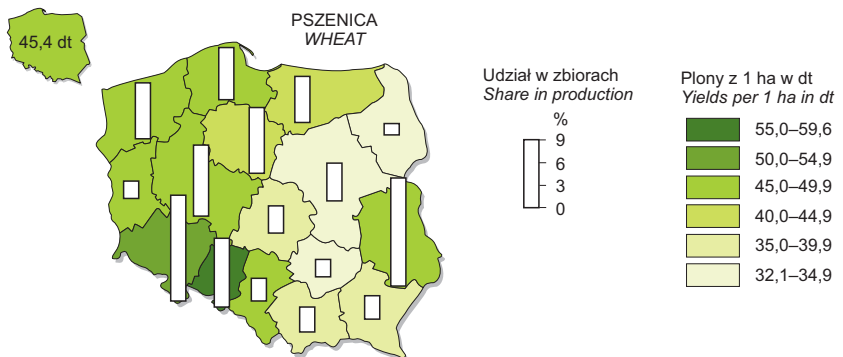 45,4 dt
PSZENICA
WHEAT
Udział w zbiorach
Share in production
%
9
6
3
0
Plony z 1 ha w dt
Yields per 1 ha in dt
55,0–59,6
50,0–54,9
45,0–49,9
40,0–44,9
35,0–39,9
32,1–34,9